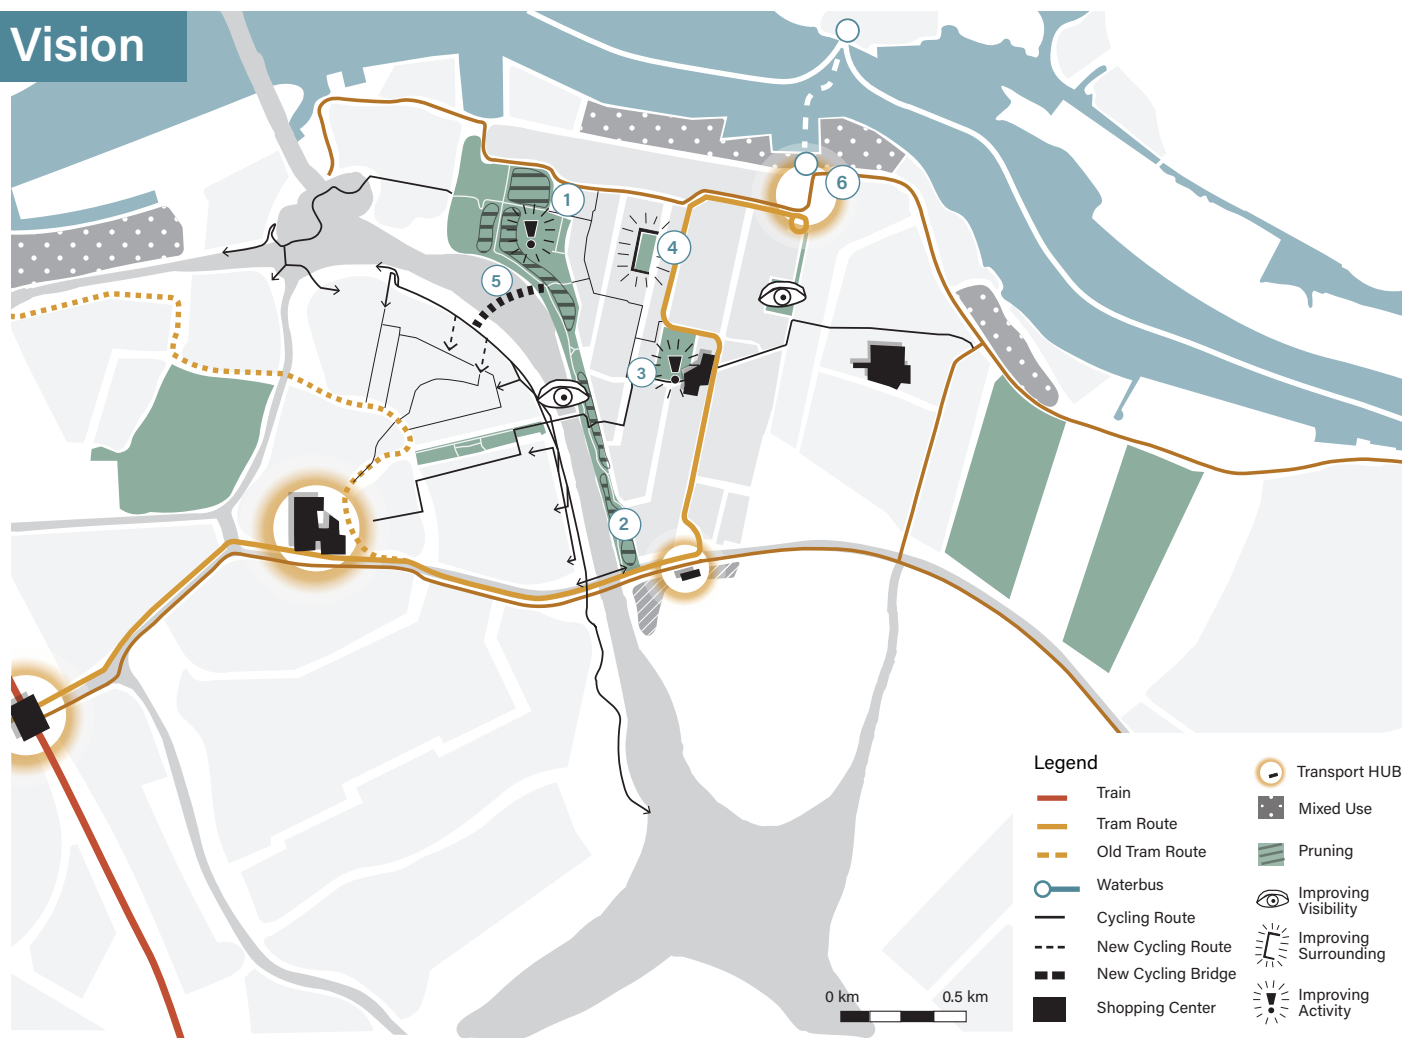 Vision
1
2
3
4
5
6
0 km
0.5 km
Legend
Train
Tram Route
Old Tram Route
Waterbus
Cycling Route
New Cycling Route
New Cycling Bridge
Shopping Center
Transport HUB
Mixed Use
Pruning
Improving
Visibility
Improving
Surrounding
Improving
Activity